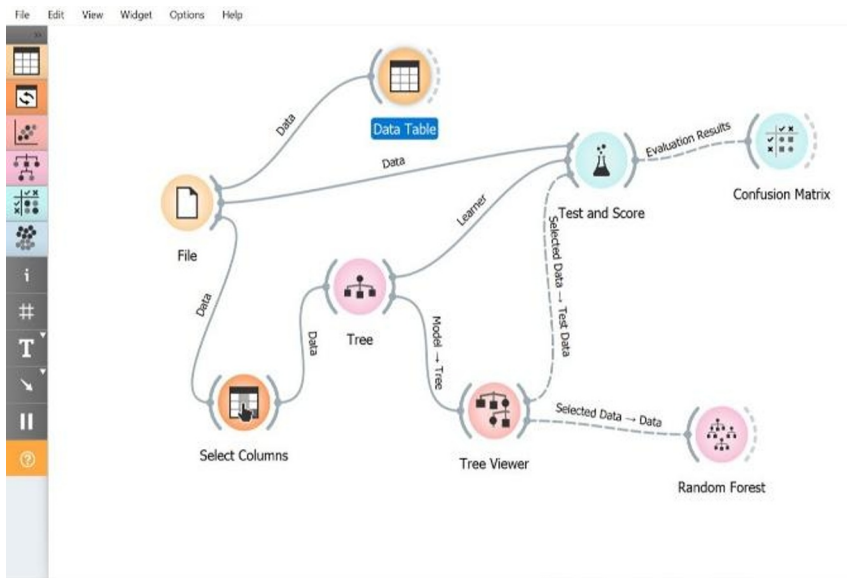 File Edit View Widget Options Help
Data Table
Data
Data
Evaluation Results
Confusion Matrix
Test and Score
Learner
File
Selected Data → Test Data
Data
Data
Tree
Model → Tree
Selected Data → Data
Select Columns
Tree Viewer
Random Forest
i
#
T
?